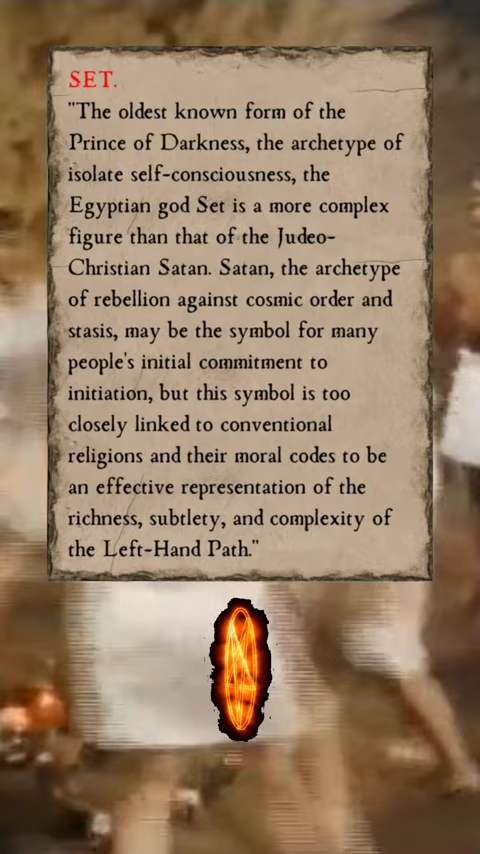 SET.
"The oldest known form of the
Prince of Darkness, the archetype of
isolate self-consciousness, the
Egyptian god Set is a more complex
figure than that of the Judeo-
Christian Satan. Satan, the archetype
of rebellion against cosmic order and
stasis, may be the symbol for many
people's initial commitment to
initiation, but this symbol is too
closely linked to conventional
religions and their moral codes to be
an effective representation of the
richness, subtlety, and complexity of
the Left-Hand Path."